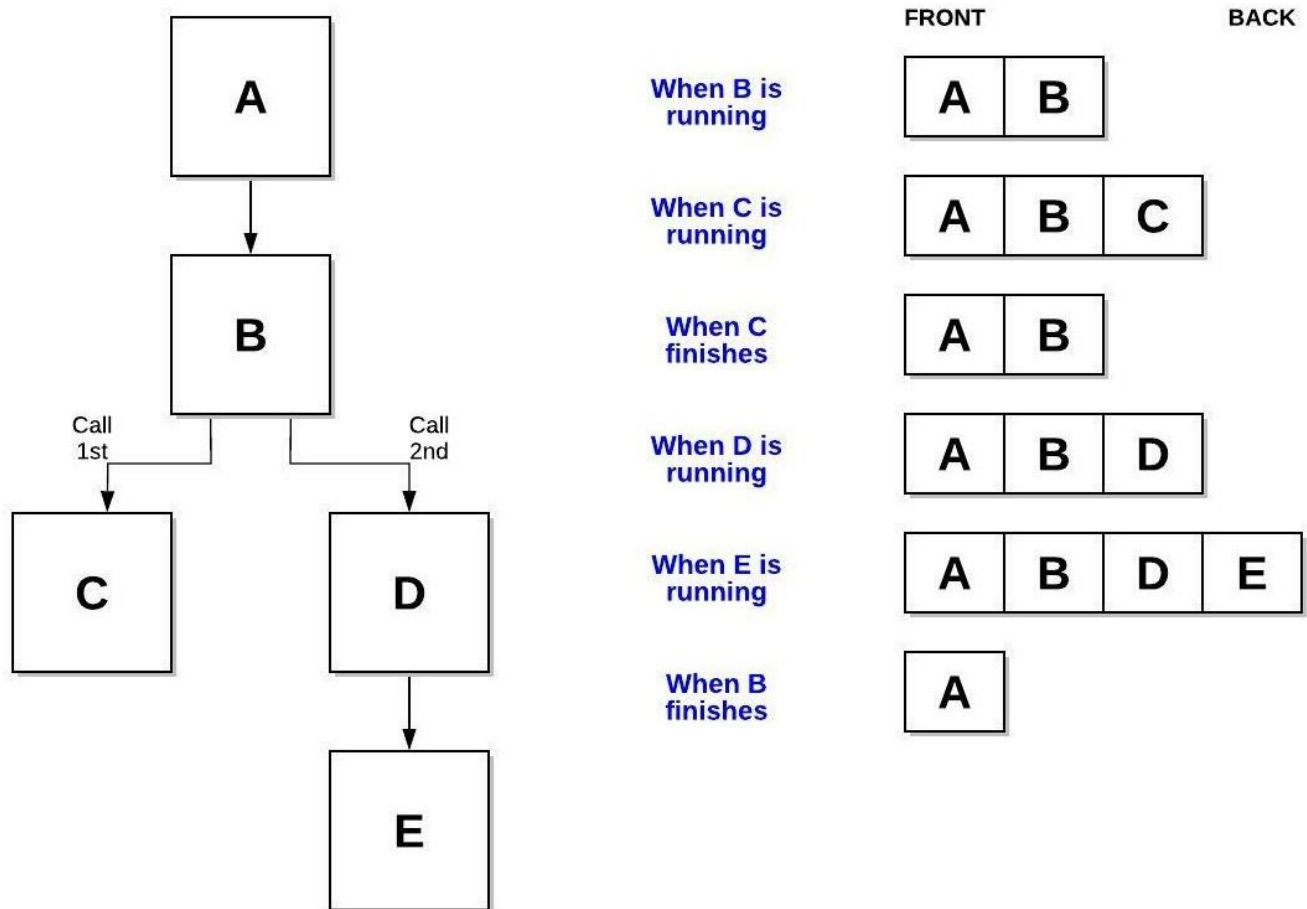 A
B
Call
1st
Call
2nd
C
D
E
FRONT BACK
When B is
running
A B
When C is
running
A B C
When C
finishes
A B
When D is
running
A B D
When E is
running
A B D E
When B
finishes
A